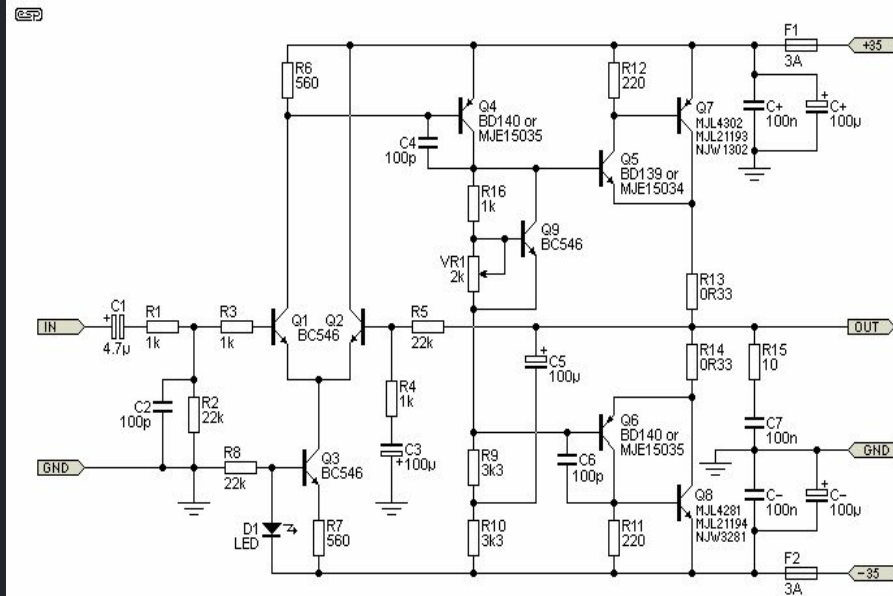 esp
F1
+35
3A
R6
560
R12
220
Q7
MJL4302
MJL21193
NJW1302
C+
100n
+
C+
100µ
Q4
BD140 or
MJE15035
C4
100p
Q5
BD139 or
MJE15034
R16
1k
Q9
BC546
VR1
2k
R13
0R33
IN
C1
+
4.7µ
R1
1k
R3
1k
Q1
BC546
Q2
R5
22k
OUT
C5
+
100µ
R14
0R33
R15
10
R4
1k
C2
100p
R2
22k
C3
+100µ
Q6
BD140 or
MJE15035
C7
100n
GND
R8
22k
Q3
BC546
R9
3k3
C6
100p
GND
Q8
MJL4281
MJL21194
NJW3281
C-
100n
+
C-
100µ
D1
LED
R7
560
R10
3k3
R11
220
F2
-35
3A